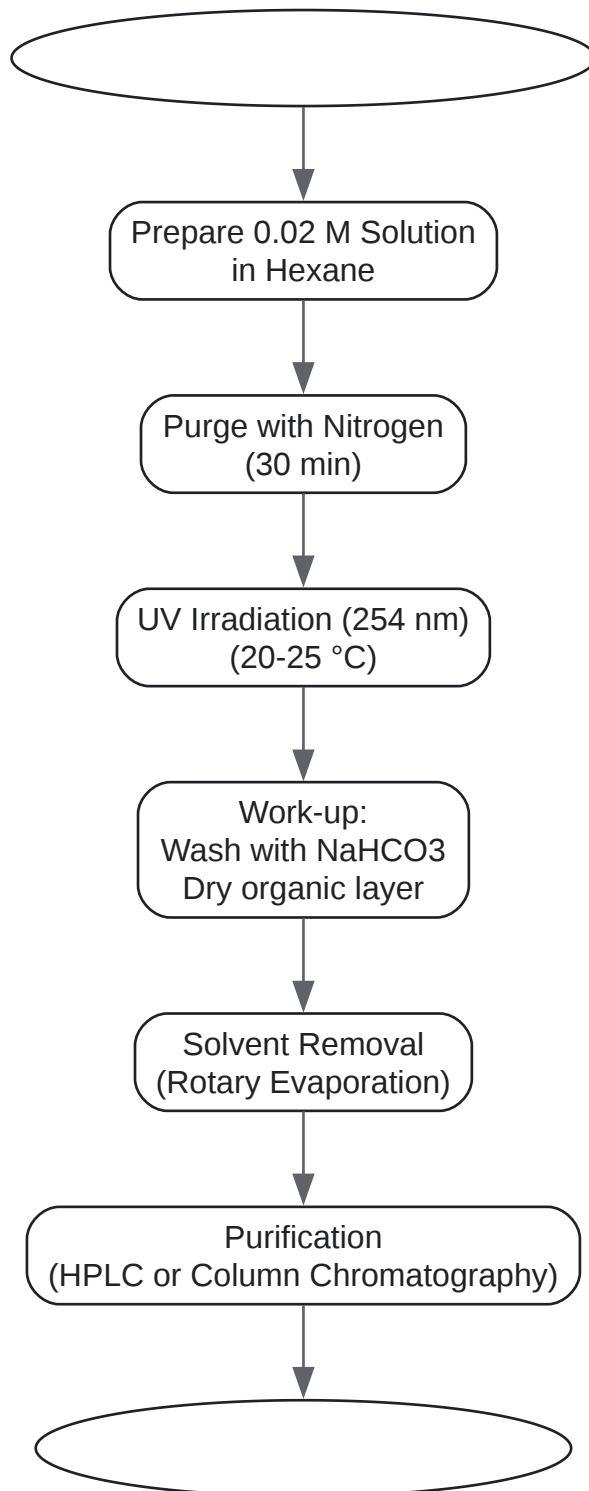 Prepare 0.02 M Solution
in Hexane
Purge with Nitrogen
(30 min)
UV Irradiation (254 nm)
(20-25 °C)
Work-up:
Wash with NaHCO3
Dry organic layer
Solvent Removal
(Rotary Evaporation)
Purification
(HPLC or Column Chromatography)